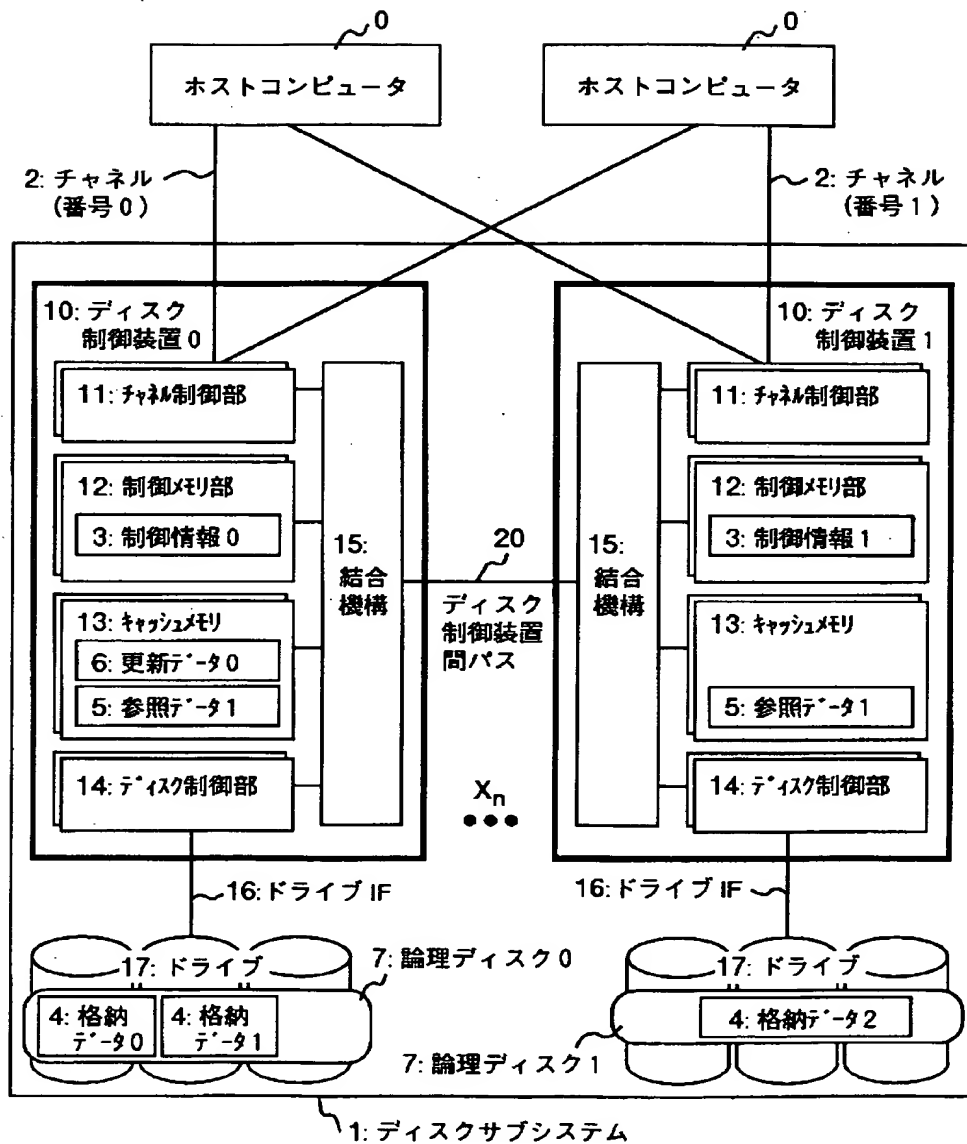 0
0
ホストコンピュータ
ホストコンピュータ
2: チャネル
(番号0)
2: チャネル
(番号1)
10: ディスク
制御装置0
11: チャネル制御部
12: 制御メモリ部
3: 制御情報0
13: キャッシュメモリ
6: 更新データ0
5: 参照データ1
14: ディスク制御部
15:
結合
機構
20
ディスク
制御装置
間パス
Xn
•••
10: ディスク
制御装置1
15:
結合
機構
11: チャネル制御部
12: 制御メモリ部
3: 制御情報1
13: キャッシュメモリ
5: 参照データ1
14: ディスク制御部
16: ドライブIF
16: ドライブIF
17: ドライブ
7: 論理ディスク0
4: 格納
データ0
4: 格納
データ1
17: ドライブ
4: 格納データ2
7: 論理ディスク1
1: ディスクサブシステム